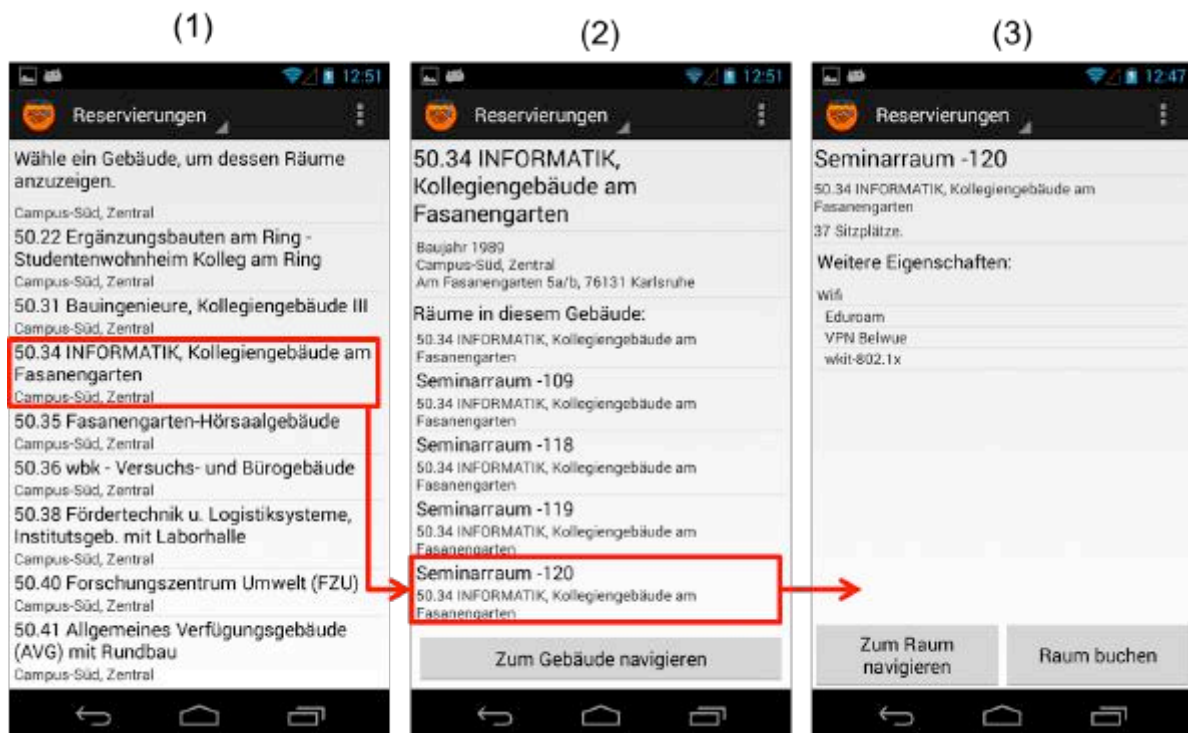 (1)
12:51
Reservierungen
Wähle ein Gebäude, um dessen Räume
anzuzeigen.
Campus-Süd, Zentral
50.22 Ergänzungsbauten am Ring -
Studentenwohnheim Kolleg am Ring
Campus-Süd, Zentral
50.31 Bauingenieure, Kollegiengebäude III
Campus-Süd, Zentral
50.34 INFORMATIK, Kollegiengebäude am
Fasanengarten
Campus-Süd, Zentral
50.35 Fasanengarten-Hörsaalgebäude
Campus-Süd, Zentral
50.36 wbk - Versuchs- und Bürogebäude
Campus-Süd, Zentral
50.38 Fördertechnik u. Logistiksysteme,
Institutsgeb. mit Laborhalle
Campus-Süd, Zentral
50.40 Forschungszentrum Umwelt (FZU)
Campus-Süd, Zentral
50.41 Allgemeines Verfügungsgebäude
(AVG) mit Rundbau
Campus-Süd, Zentral
(2)
12:51
Reservierungen
50.34 INFORMATIK,
Kollegiengebäude am
Fasanengarten
Baujahr 1989
Campus-Süd, Zentral
Am Fasanengarten 5a/b, 76131 Karlsruhe
Räume in diesem Gebäude:
50.34 INFORMATIK, Kollegiengebäude am
Fasanengarten
Seminarraum -109
50.34 INFORMATIK, Kollegiengebäude am
Fasanengarten
Seminarraum -118
50.34 INFORMATIK, Kollegiengebäude am
Fasanengarten
Seminarraum -119
50.34 INFORMATIK, Kollegiengebäude am
Fasanengarten
Seminarraum -120
50.34 INFORMATIK, Kollegiengebäude am
Fasanengarten
Zum Gebäude navigieren
(3)
12:47
Reservierungen
Seminarraum -120
50.34 INFORMATIK, Kollegiengebäude am
Fasanengarten
37 Sitzplätze.
Weitere Eigenschaften:
Wifi
Eduroam
VPN Belwue
wkit-802.1x
Zum Raum
navigieren
Raum buchen